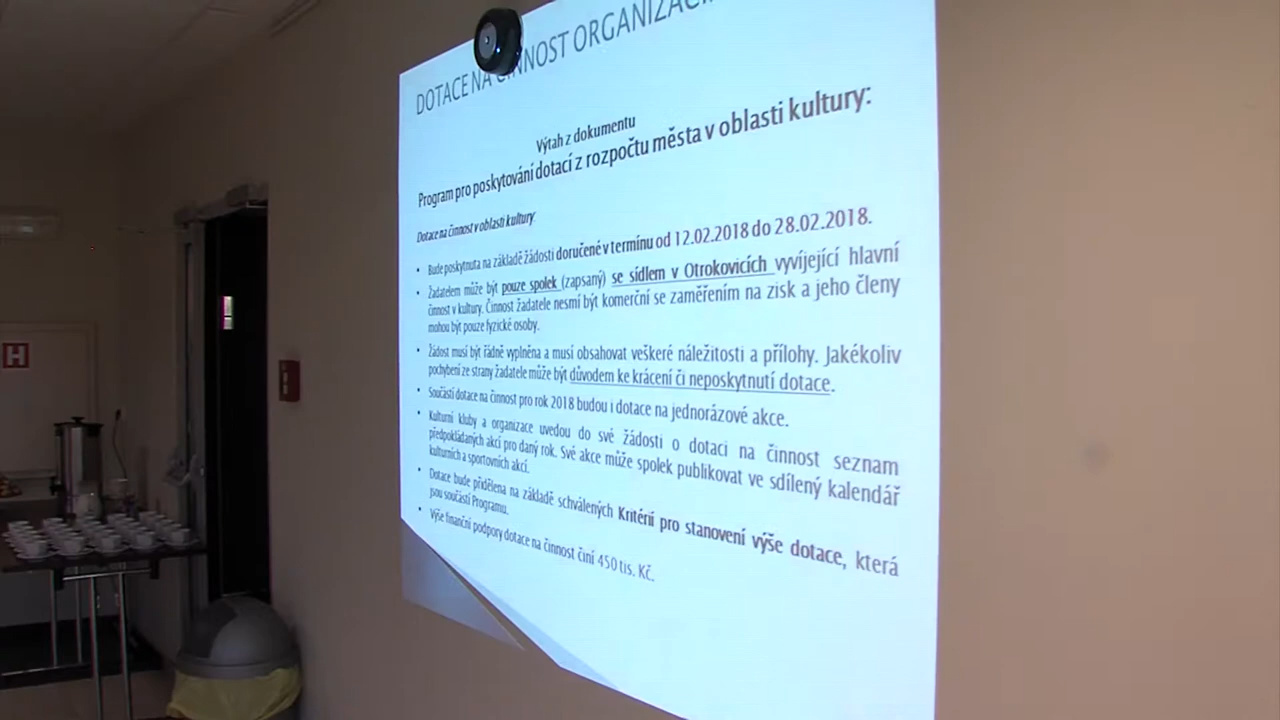 DOTACE NA ČINNOST ORGANIZACÍ
Výtah z dokumentu
Program pro poskytování dotací z rozpočtu města v oblasti kultury:
Dotace na činnost v oblasti kultury:
• Bude poskytnuta na základě žádosti doručené v termínu od 12.02.2018 do 28.02.2018.
• Žadatelem může být pouze spolek (zapsaný) se sídlem v Otrokovicích vyvíjející hlavní
činnost v kultury. Činnost žadatele nesmí být komerční se zaměřením na zisk a jeho členy
mohou být pouze fyzické osoby.
• Žádost musí být řádně vyplněna a musí obsahovat veškeré náležitosti a přílohy. Jakékoliv
pochybení ze strany žadatele může být důvodem ke krácení či neposkytnutí dotace.
• Součástí dotace na činnost pro rok 2018 budou i dotace na jednorázové akce.
• Kulturní kluby a organizace uvedou do své žádosti o dotaci na činnost seznam
předpokládaných akcí pro daný rok. Své akce může spolek publikovat ve sdílený kalendář
kulturních a sportovních akcí.
• Dotace bude přidělena na základě schválených Kritérií pro stanovení výše dotace, která
jsou součástí Programu.
• Výše finanční podpory dotace na činnost činí 450 tis. Kč.
H